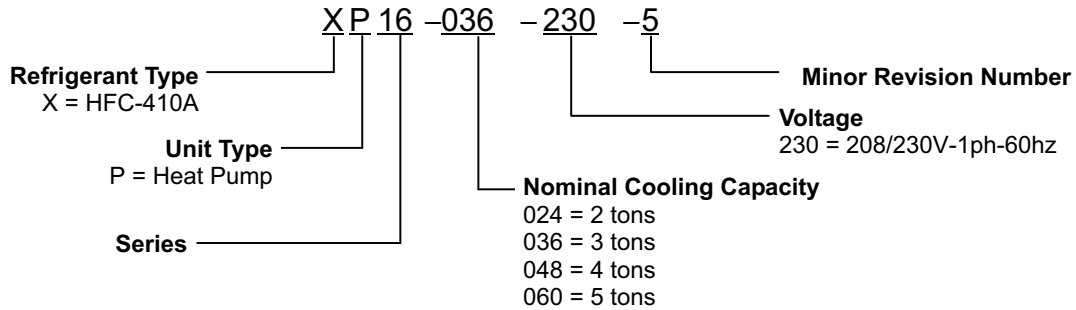 XP16-036-230-5
Refrigerant Type
X = HFC-410A
Minor Revision Number
Voltage
230 = 208/230V-1ph-60hz
Unit Type
P = Heat Pump
Nominal Cooling Capacity
024 = 2 tons
036 = 3 tons
048 = 4 tons
060 = 5 tons
Series